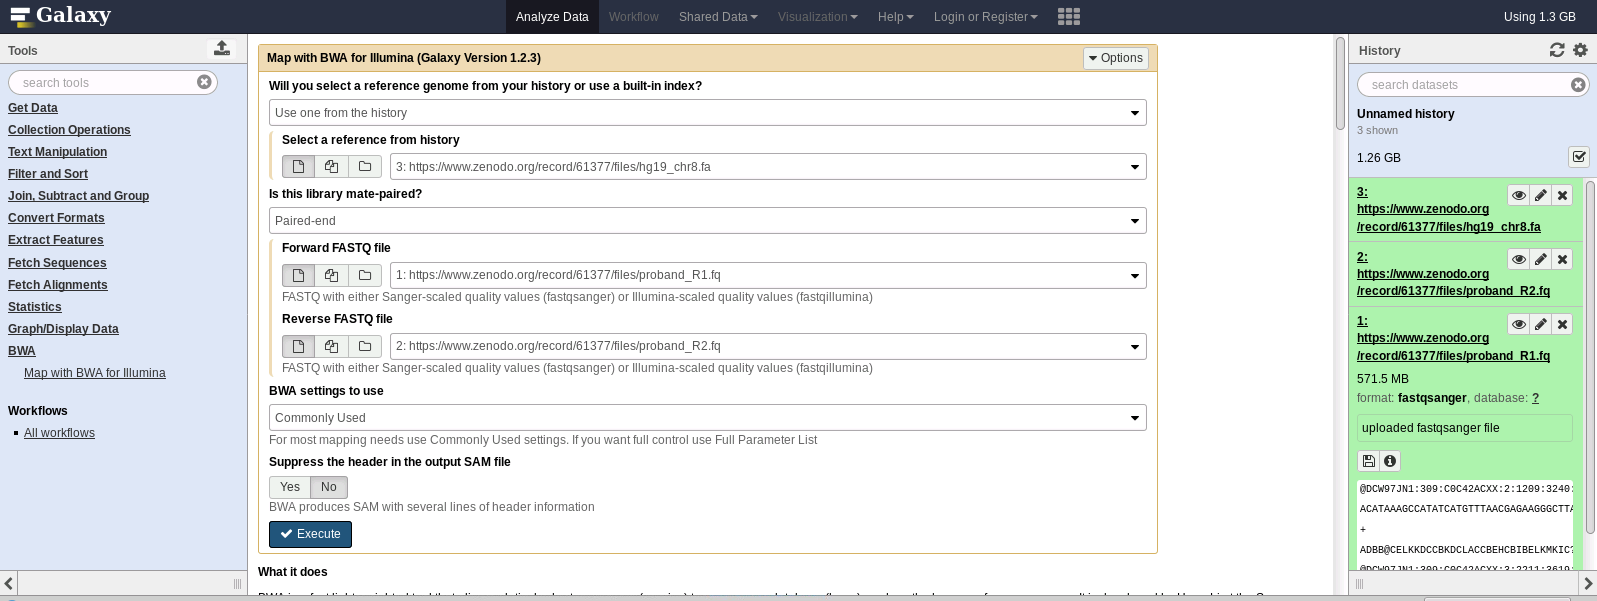 Galaxy
Analyze Data
Workflow
Shared Data
Visualization
Help
Login or Register
Using 1.3 GB
Tools
search tools
Get Data
Collection Operations
Text Manipulation
Filter and Sort
Join, Subtract and Group
Convert Formats
Extract Features
Fetch Sequences
Fetch Alignments
Statistics
Graph/Display Data
BWA
Map with BWA for Illumina
Workflows
All workflows
Map with BWA for Illumina (Galaxy Version 1.2.3)
Options
Will you select a reference genome from your history or use a built-in index?
Use one from the history
Select a reference from history
3: https://www.zenodo.org/record/61377/files/hg19_chr8.fa
Is this library mate-paired?
Paired-end
Forward FASTQ file
1: https://www.zenodo.org/record/61377/files/proband_R1.fq
FASTQ with either Sanger-scaled quality values (fastqsanger) or Illumina-scaled quality values (fastqillumina)
Reverse FASTQ file
2: https://www.zenodo.org/record/61377/files/proband_R2.fq
FASTQ with either Sanger-scaled quality values (fastqsanger) or Illumina-scaled quality values (fastqillumina)
BWA settings to use
Commonly Used
For most mapping needs use Commonly Used settings. If you want full control use Full Parameter List
Suppress the header in the output SAM file
Yes No
BWA produces SAM with several lines of header information
Execute
What it does
History
search datasets
Unnamed history
3 shown
1.26 GB
3:
https://www.zenodo.org
/record/61377/files/hg19_chr8.fa
2:
https://www.zenodo.org
/record/61377/files/proband_R2.fq
1:
https://www.zenodo.org
/record/61377/files/proband_R1.fq
571.5 MB
format: fastqsanger, database: ?
uploaded fastqsanger file
@DCW97JN1:309:C0C42ACXX:2:1209:3240:
ACATAAAGCCATATCATGTTTAACGAGAAGGGCTTA
+
ADBB@CELKKDCCBKDCLACCBEHCBIBELKMKIC?
@DCW97JN1:309:C0C42ACXX:3:2211:3619: